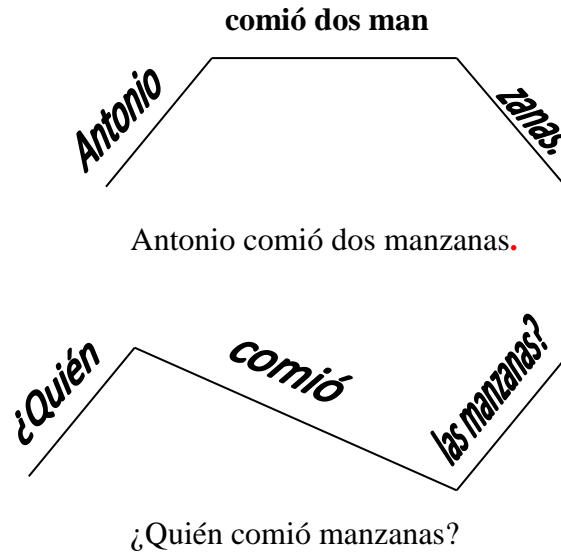 comió dos man
Antonio
zanas.
Antonio comió dos manzanas.
¿Quién
comió
las manzanas?
¿Quién comió manzanas?